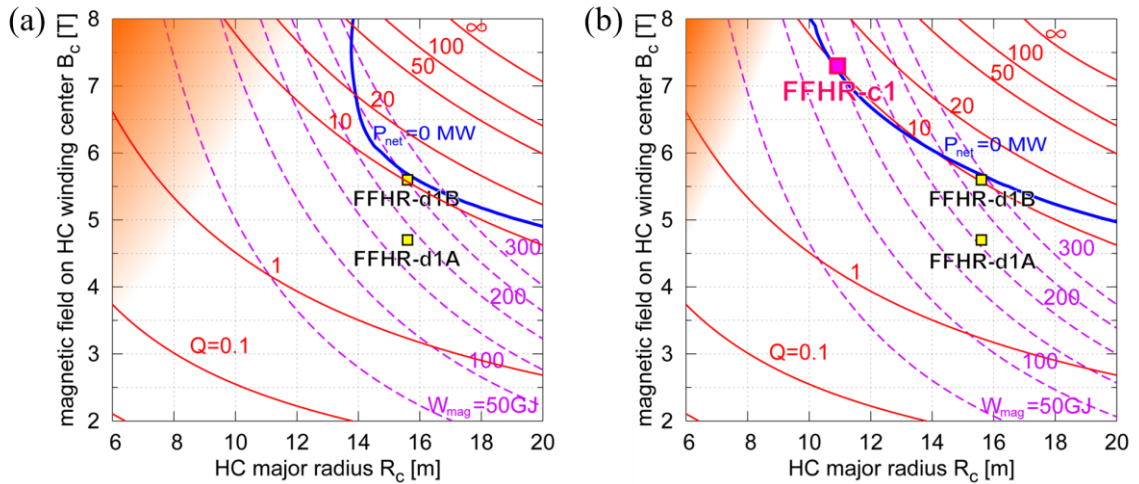 (a)
magnetic field on HC winding center B_c [T]
8
7
6
5
4
3
2
6
8
10
12
14
16
18
20
HC major radius R_c [m]
∞
100
50
20
10
P_net=0 MW
FFHR-d1B
FFHR-d1A
1
300
200
100
Q=0.1
W_mag=50GJ
(b)
magnetic field on HC winding center B_c [T]
8
7
6
5
4
3
2
6
8
10
12
14
16
18
20
HC major radius R_c [m]
∞
100
50
20
10
FFHR-c1
P_net=0 MW
FFHR-d1B
FFHR-d1A
1
300
200
100
Q=0.1
W_mag=50GJ